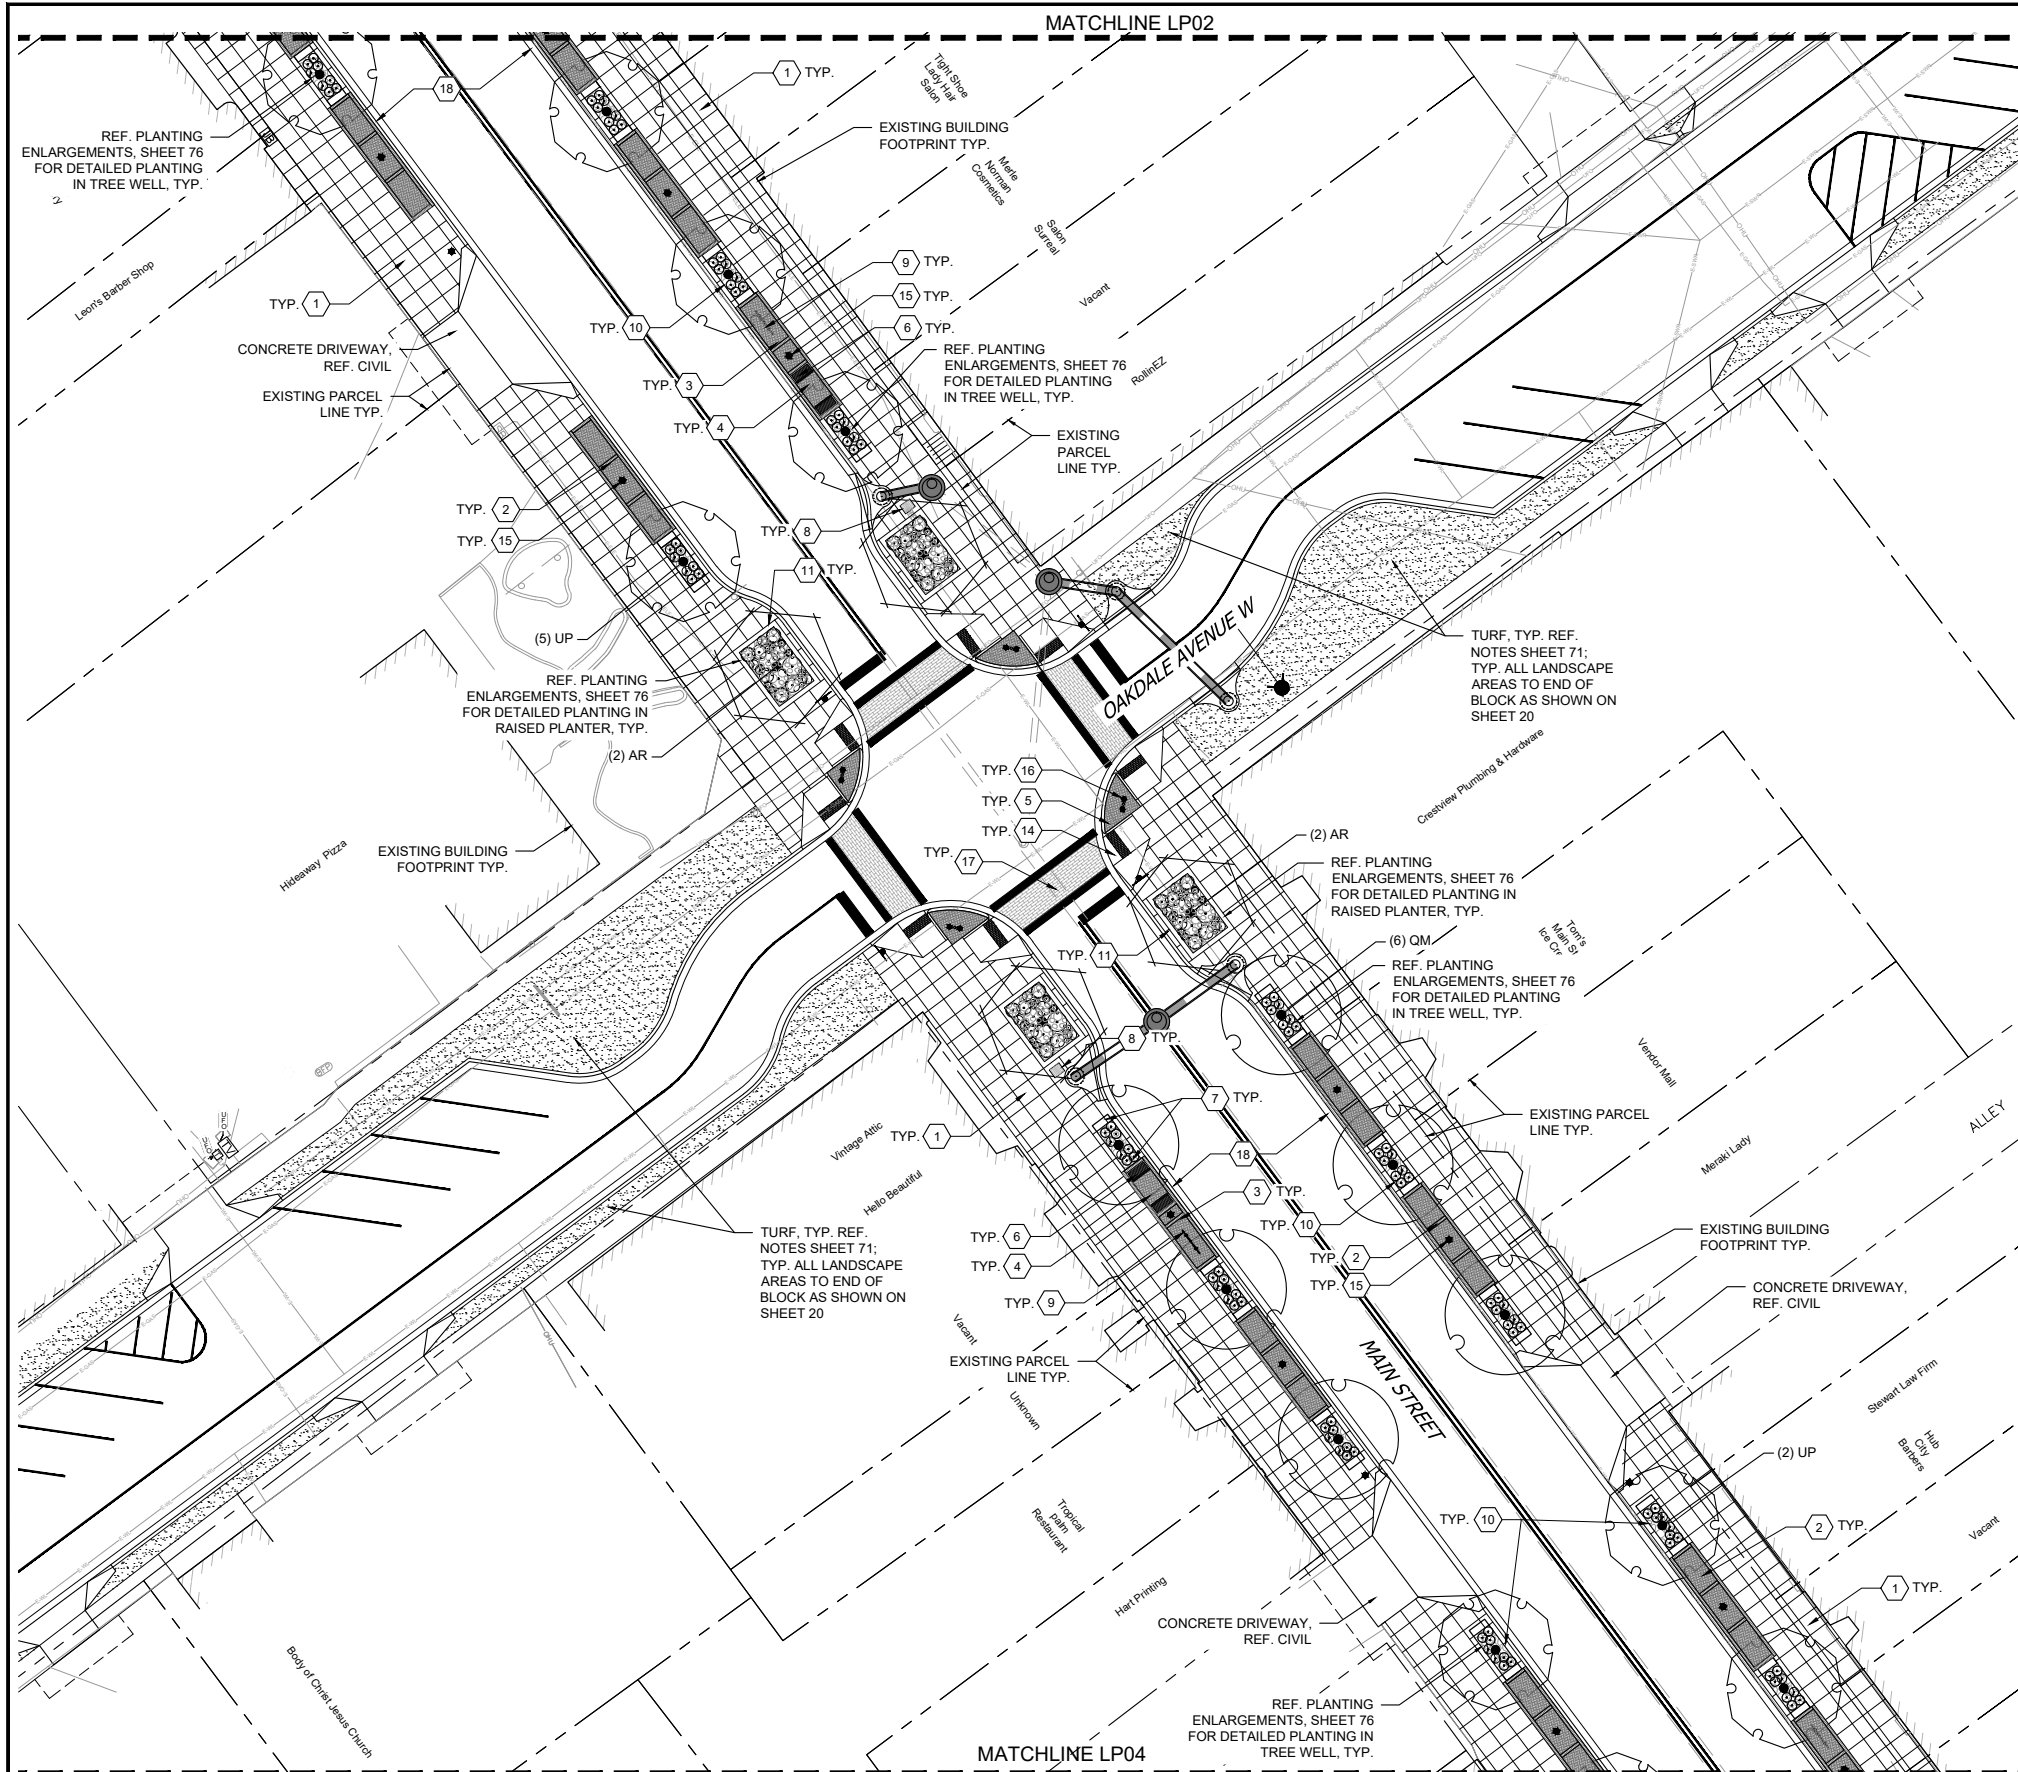 MATCHLINE LP02
18
1 TYP.
Tight Shoe
Lady Hair
Salon
REF. PLANTING
ENLARGEMENTS, SHEET 76
FOR DETAILED PLANTING
IN TREE WELL, TYP.
EXISTING BUILDING
FOOTPRINT TYP.
Merle
Norman
Cosmetics
Salon
Surreal
Leon's Barber Shop
TYP. 1
9 TYP.
15 TYP.
6 TYP.
Vacant
TYP. 10
CONCRETE DRIVEWAY,
REF. CIVIL
REF. PLANTING
ENLARGEMENTS, SHEET 76
FOR DETAILED PLANTING
IN TREE WELL, TYP.
RollinEZ
TYP. 3
EXISTING PARCEL
LINE TYP.
TYP. 4
EXISTING
PARCEL
LINE TYP.
TYP. 2
TYP. 15
TYP. 8
11 TYP.
(5) UP
OAKDALE AVENUE W
TURF, TYP. REF.
NOTES SHEET 71;
TYP. ALL LANDSCAPE
AREAS TO END OF
BLOCK AS SHOWN ON
SHEET 20
REF. PLANTING
ENLARGEMENTS, SHEET 76
FOR DETAILED PLANTING IN
RAISED PLANTER, TYP.
(2) AR
Crestview Plumbing & Hardware
TYP. 16
TYP. 5
TYP. 14
TYP. 17
(2) AR
Hideaway Pizza
EXISTING BUILDING
FOOTPRINT TYP.
REF. PLANTING
ENLARGEMENTS, SHEET 76
FOR DETAILED PLANTING IN
RAISED PLANTER, TYP.
Tom's
Main St
Ice Crr
TYP. 11
(6) QM
REF. PLANTING
ENLARGEMENTS, SHEET 76
FOR DETAILED PLANTING
IN TREE WELL, TYP.
8 TYP.
Vendor Mall
7 TYP.
EXISTING PARCEL
LINE TYP.
ALLEY
Vintage Attic
TYP. 1
18
Meraki Lady
Hello Beautiful
3 TYP.
TURF, TYP. REF.
NOTES SHEET 71;
TYP. ALL LANDSCAPE
AREAS TO END OF
BLOCK AS SHOWN ON
SHEET 20
TYP. 6
TYP. 4
TYP. 9
TYP. 10
TYP. 2
TYP. 15
EXISTING BUILDING
FOOTPRINT TYP.
CONCRETE DRIVEWAY,
REF. CIVIL
Vacant
EXISTING PARCEL
LINE TYP.
MAIN STREET
Unknown
Stewart Law Firm
Hub
City
Barbers
(2) UP
Tropical
palm
Restaurant
TYP. 10
2 TYP.
Vacant
Hart Printing
1 TYP.
CONCRETE DRIVEWAY,
REF. CIVIL
Body of Christ Jesus Church
REF. PLANTING
ENLARGEMENTS, SHEET 76
FOR DETAILED PLANTING IN
TREE WELL, TYP.
MATCHLINE LP04